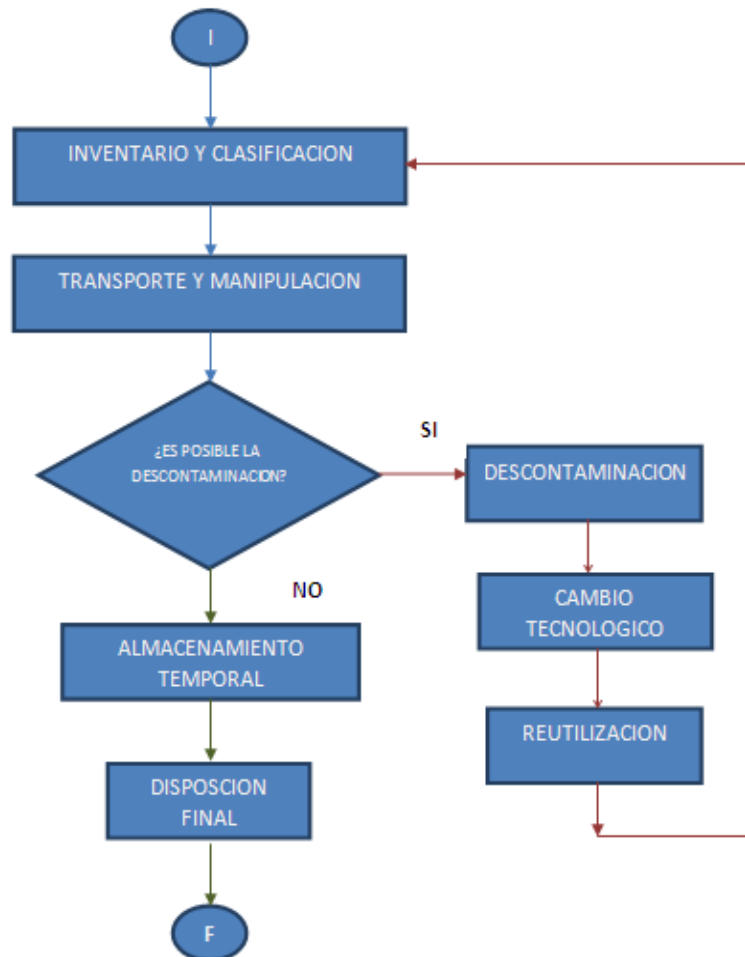 I
INVENTARIO Y CLASIFICACION
TRANSPORTE Y MANIPULACION
¿ES POSIBLE LA
DESCONTAMINACION?
SI
DESCONTAMINACION
NO
CAMBIO
TECNOLOGICO
ALMACENAMIENTO
TEMPORAL
REUTILIZACION
DISPOSCION
FINAL
F